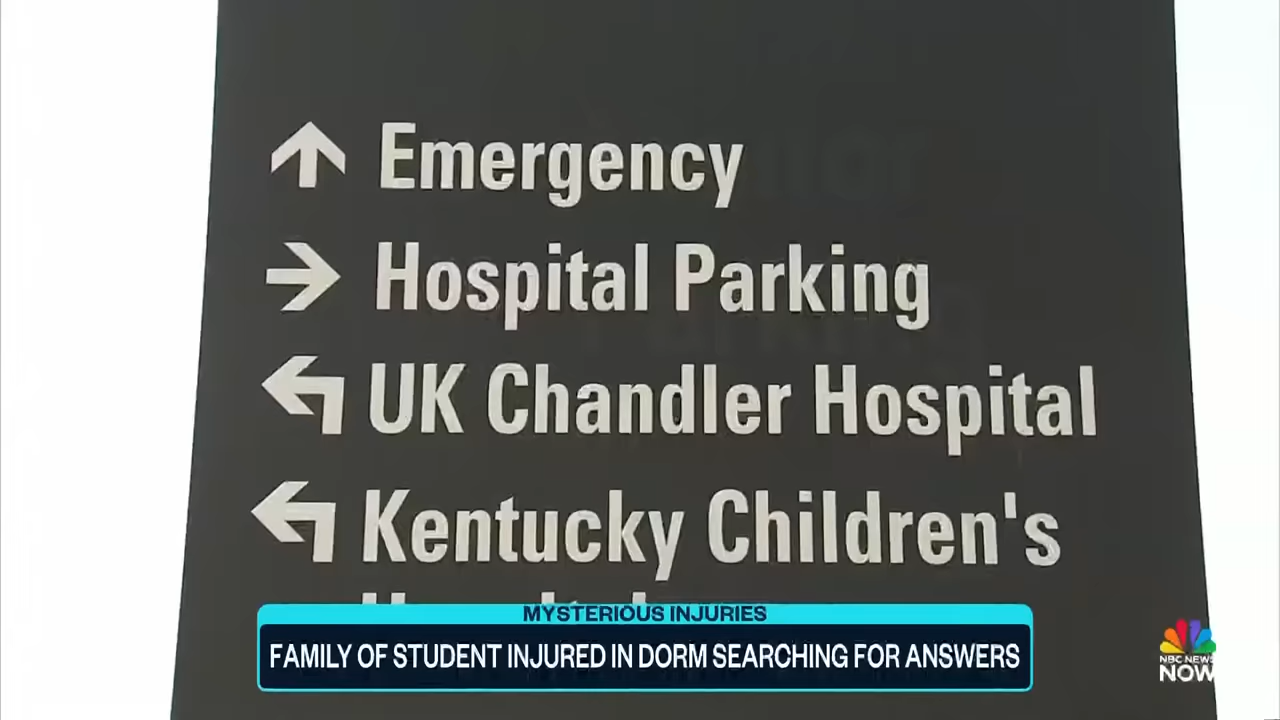 Emergency
Hospital Parking
UK Chandler Hospital
Kentucky Children's
MYSTERIOUS INJURIES
FAMILY OF STUDENT INJURED IN DORM SEARCHING FOR ANSWERS
NBC NEWS
NOW